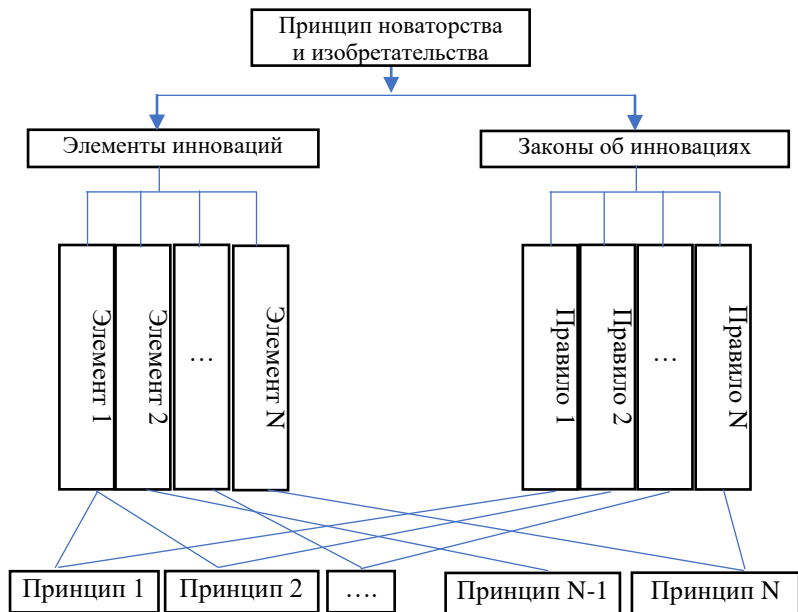 Принцип новаторства
и изобретательства
Элементы инноваций
Законы об инновациях
Элемент 1
Элемент 2
…
Элемент N
Правило 1
Правило 2
…
Правило N
Принцип 1
Принцип 2
….
Принцип N-1
Принцип N